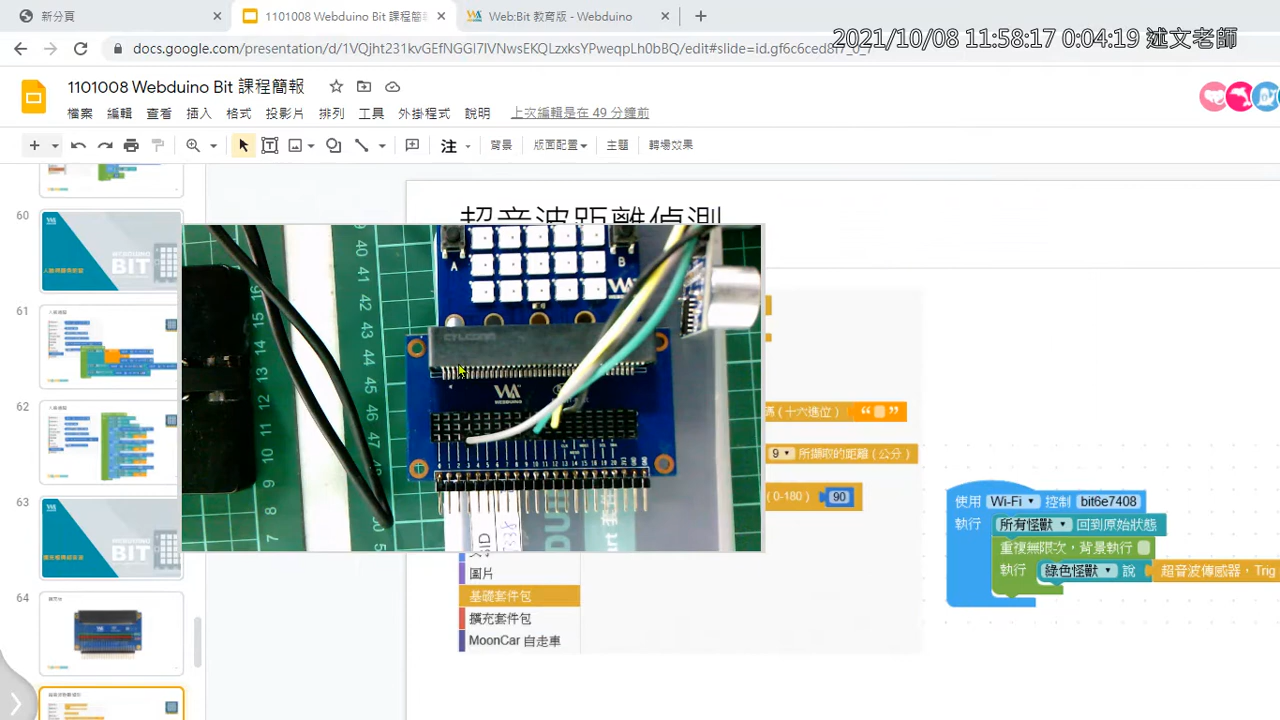 新分頁
1101008 Webduino Bit 課程簡報
Web:Bit 教育版 - Webduino
docs.google.com/presentation/d/1VQjht231kvGEfNGGI7IVNwsEKQLzxksYPweqpLh0bBQ/edit#slide=id.gf6c6ced8f7_0_7
2021/10/08 11:58:17 0:04:19 述文老師
1101008 Webduino Bit 課程簡報
檔案 編輯 查看 插入 格式 投影片 排列 工具 外掛程式 說明 上次編輯是在 49 分鐘前
注 背景 版面配置 主題 轉場效果
60
61
62
63
64
BIT
BIT
超音波距離偵測
A
B
WEBDUINO
碼 ( 十六進位 )
9 所擷取的距離 ( 公分 )
( 0-180 ) 90
圖片
基礎套件包
擴充套件包
MoonCar 自走車
使用 Wi-Fi 控制 bit6e7408
執行 所有怪獸 回到原始狀態
重複無限次，背景執行
執行 綠色怪獸 說 超音波傳感器，Trig